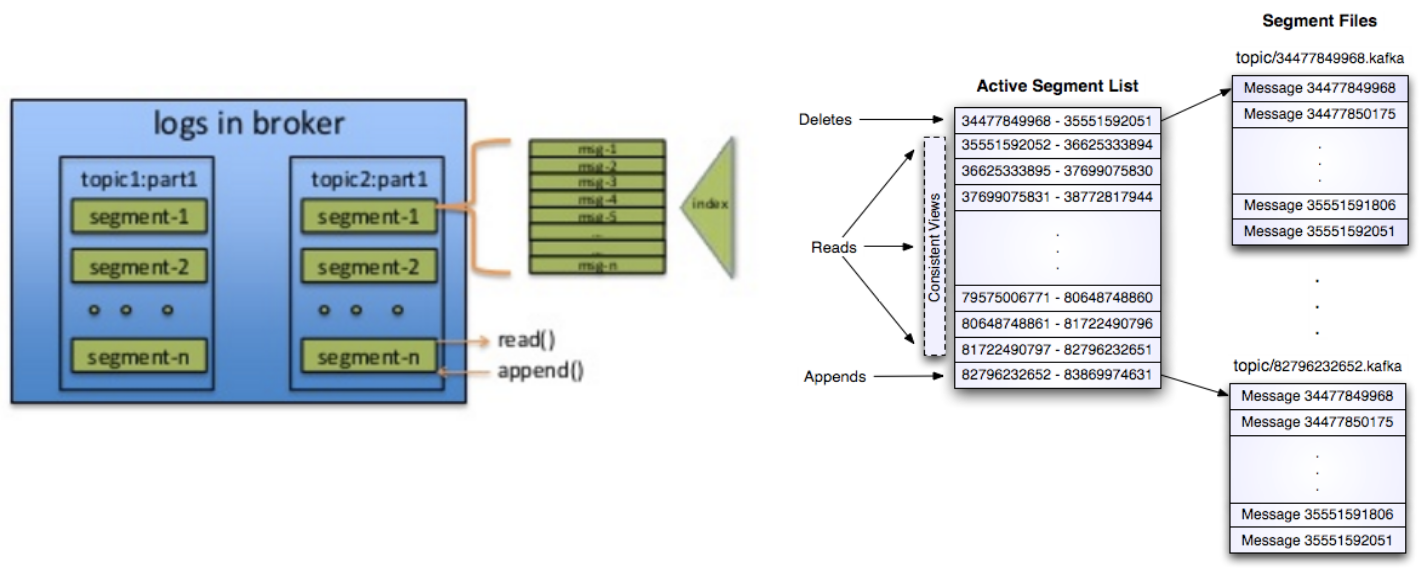 logs in broker
topic1:part1
segment-1
segment-2
segment-n
topic2:part1
segment-1
segment-2
segment-n
msg-1
msg-2
msg-3
msg-4
msg-5
...
...
msg-n
index
read()
append()
Deletes
Reads
Appends
Consistent Views
Active Segment List
34477849968 - 35551592051
35551592052 - 36625333894
36625333895 - 37699075830
37699075831 - 38772817944
.
.
.
79575006771 - 80648748860
80648748861 - 81722490796
81722490797 - 82796232651
82796232652 - 83869974631
Segment Files
topic/34477849968.kafka
Message 34477849968
Message 34477850175
.
.
.
Message 35551591806
Message 35551592051
.
.
.
topic/82796232652.kafka
Message 34477849968
Message 34477850175
.
.
.
Message 35551591806
Message 35551592051